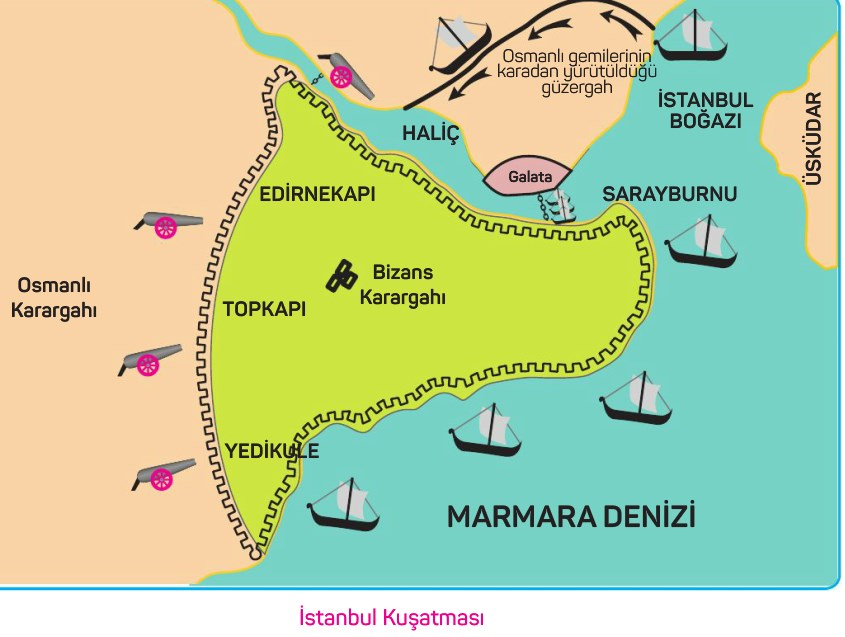 Osmanlı gemilerinin
karadan yürütüldüğü
güzergah
İSTANBUL
BOĞAZI
ÜSKÜDAR
HALİÇ
Galata
SARAYBURNU
EDİRNEKAPI
Bizans
Karargahı
Osmanlı
Karargahı
TOPKAPI
YEDİKULE
MARMARA DENİZİ
İstanbul Kuşatması